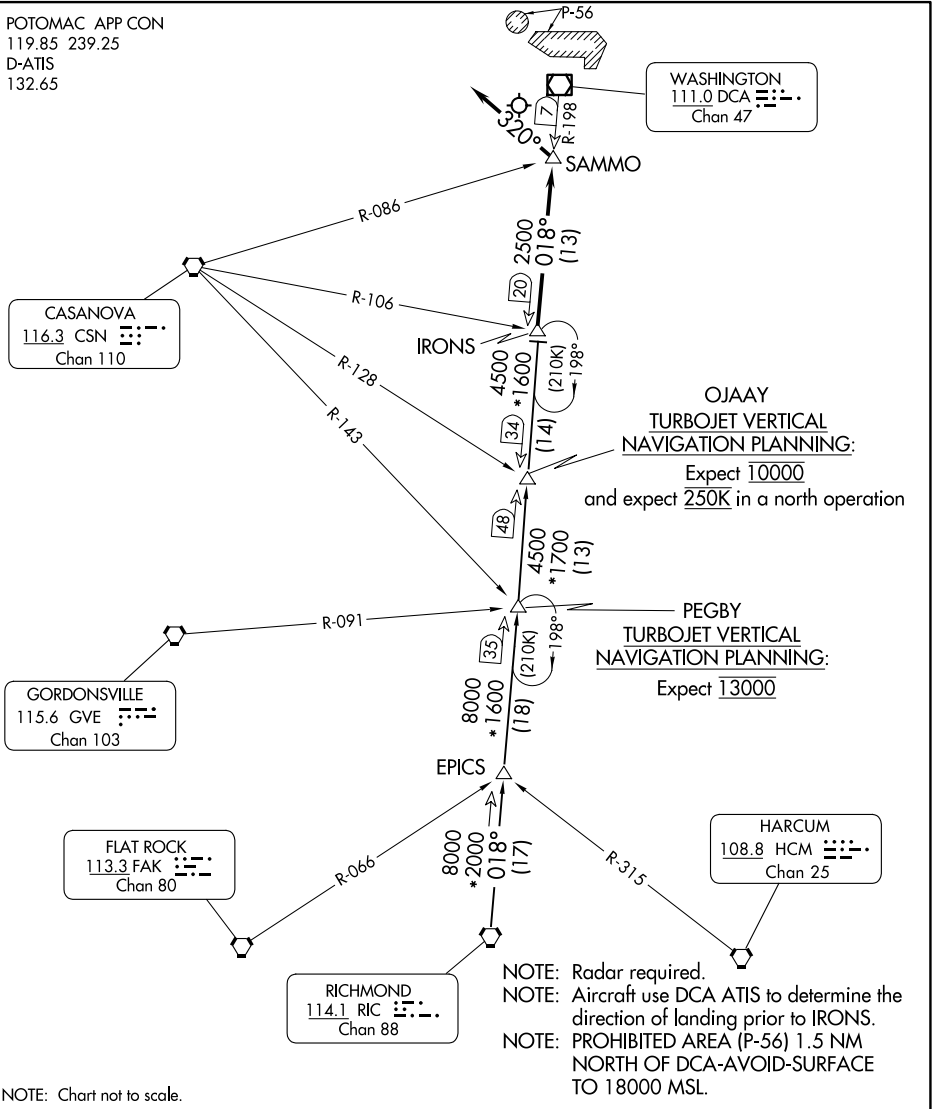 POTOMAC APP CON
119.85 239.25
D-ATIS
132.65
P-56
WASHINGTON
111.0 DCA
Chan 47
7
R-198
320°
SAMMO
R-086
2500
018°
(13)
CASANOVA
116.3 CSN
Chan 110
R-106
20
IRONS
R-128
R-143
4500
*1600
(14)
(210K)
198°
34
OJAAY
TURBOJET VERTICAL
NAVIGATION PLANNING:
Expect 10000
and expect 250K in a north operation
48
4500
*1700
(13)
R-091
PEGBY
TURBOJET VERTICAL
NAVIGATION PLANNING:
Expect 13000
GORDONSVILLE
115.6 GVE
Chan 103
35
(210K)
198°
8000
*1600
(18)
EPICS
FLAT ROCK
113.3 FAK
Chan 80
R-066
8000
*2000
018°
(17)
R-315
HARCUM
108.8 HCM
Chan 25
RICHMOND
114.1 RIC
Chan 88
NOTE: Radar required.
NOTE: Aircraft use DCA ATIS to determine the
direction of landing prior to IRONS.
NOTE: PROHIBITED AREA (P-56) 1.5 NM
NORTH OF DCA-AVOID-SURFACE
TO 18000 MSL.
NOTE: Chart not to scale.